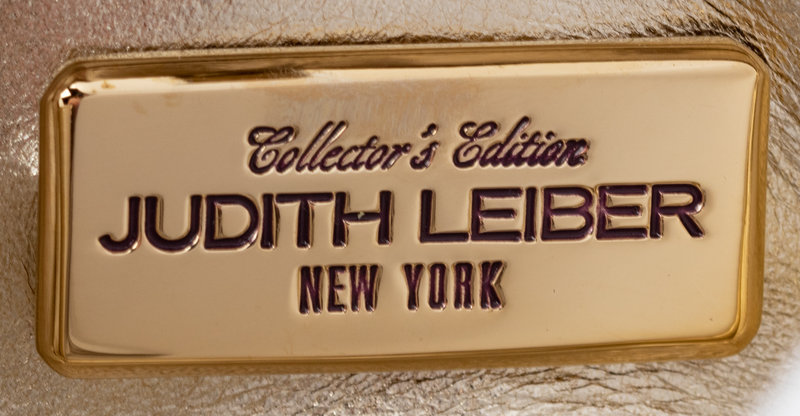 Collector's Edition
JUDITH LEIBER
NEW YORK